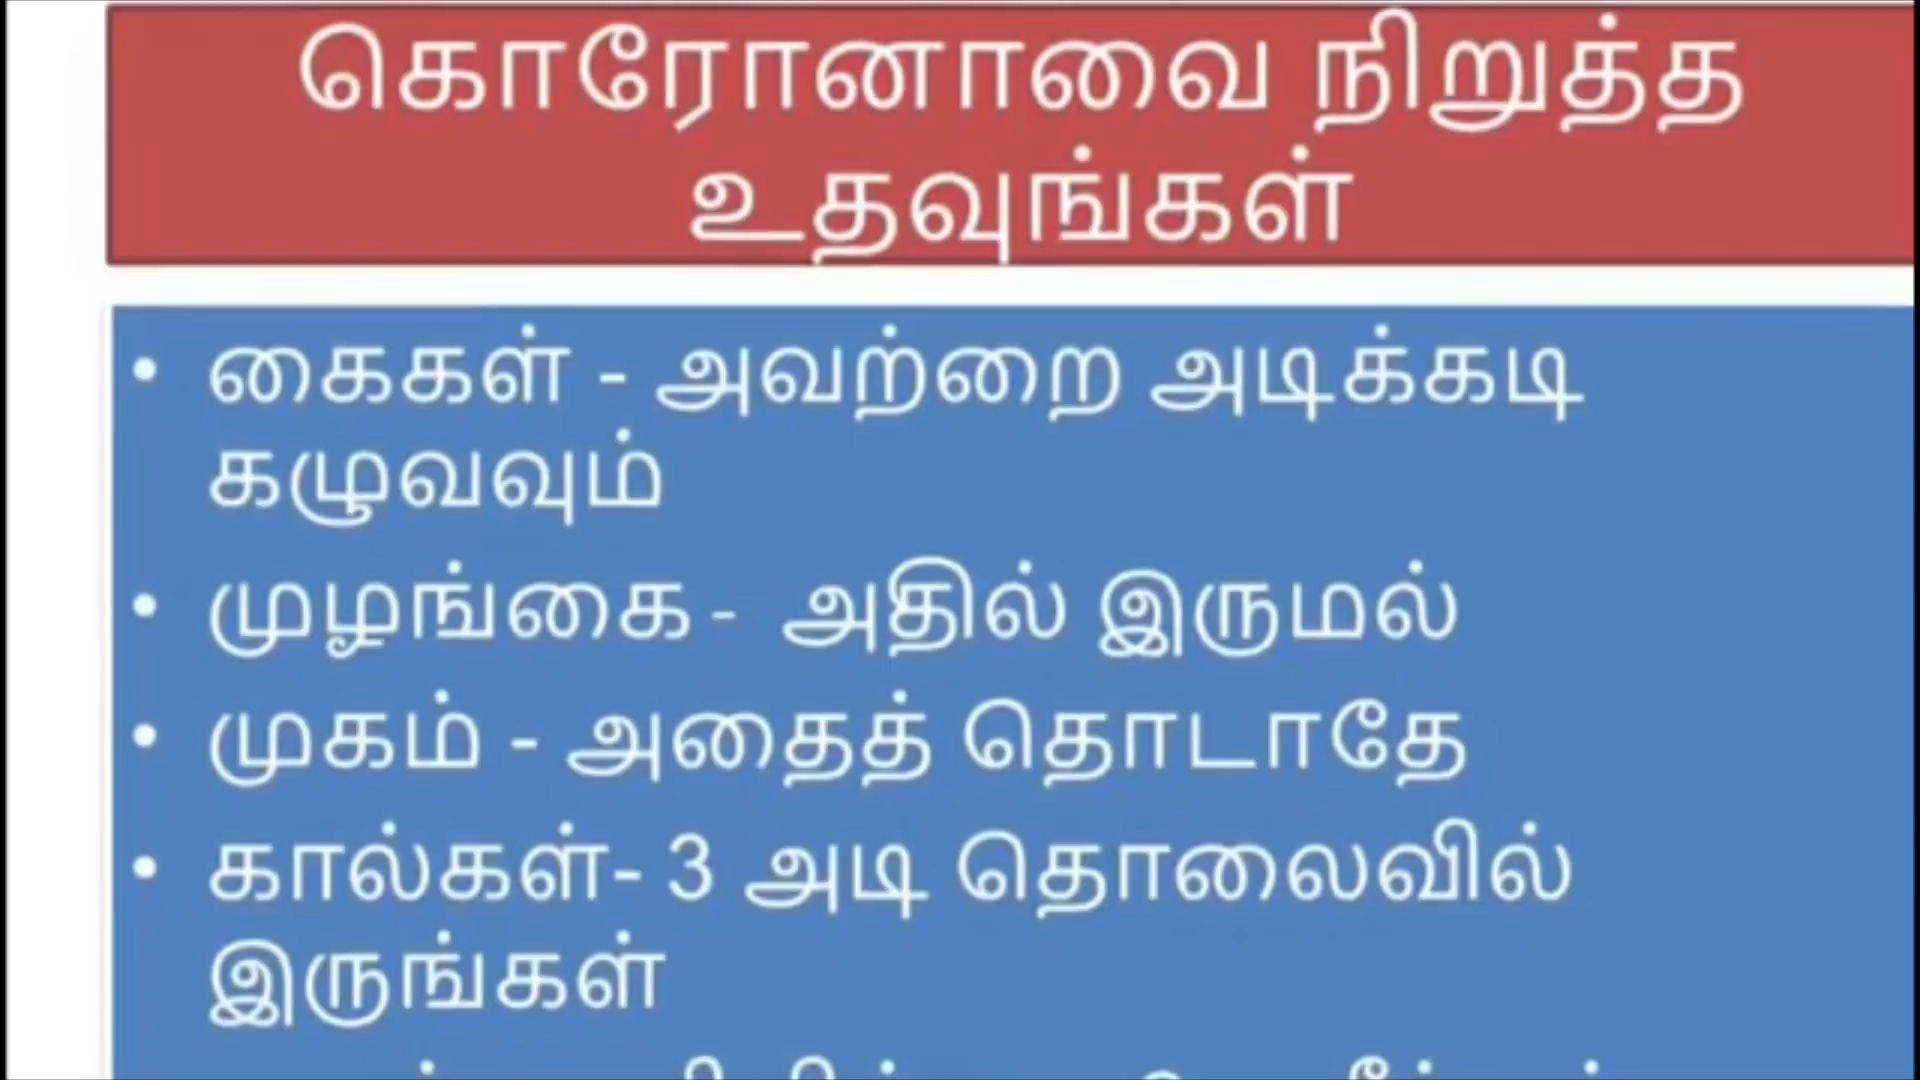 கொரோனாவை நிறுத்த
உதவுங்கள்
• கைகள் - அவற்றை அடிக்கடி
கழுவவும்
• முழங்கை - அதில் இருமல்
• முகம் - அதைத் தொடாதே
• கால்கள்- 3 அடி தொலைவில்
இருங்கள்